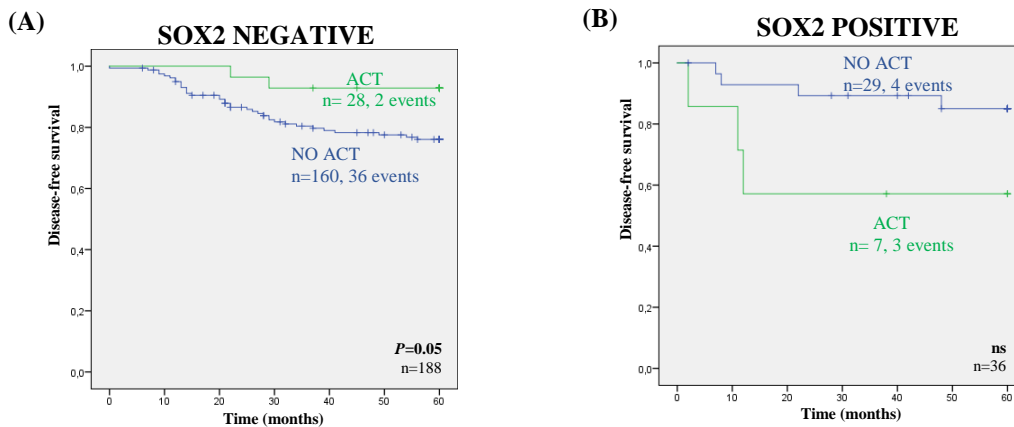 (A)
SOX2 NEGATIVE
1,0
0,8
0,6
0,4
0,2
0,0
Disease-free survival
ACT
n= 28, 2 events
NO ACT
n=160, 36 events
P=0.05
n=188
0 10 20 30 40 50 60
Time (months)
(B)
SOX2 POSITIVE
1,0
0,8
0,6
0,4
0,2
0,0
Disease-free survival
NO ACT
n=29, 4 events
ACT
n= 7, 3 events
ns
n=36
0 10 20 30 40 50 60
Time (months)